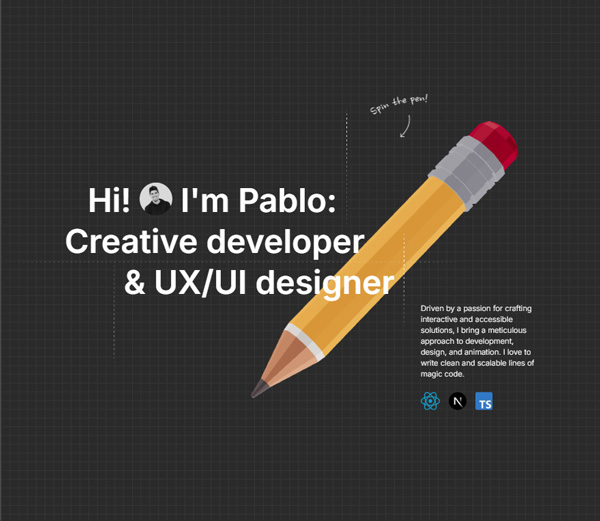 Spin the pen!
Hi! I'm Pablo:
Creative developer
& UX/UI designer
Driven by a passion for crafting
interactive and accessible
solutions, I bring a meticulous
approach to development,
design, and animation. I love to
write clean and scalable lines of
magic code.
N TS